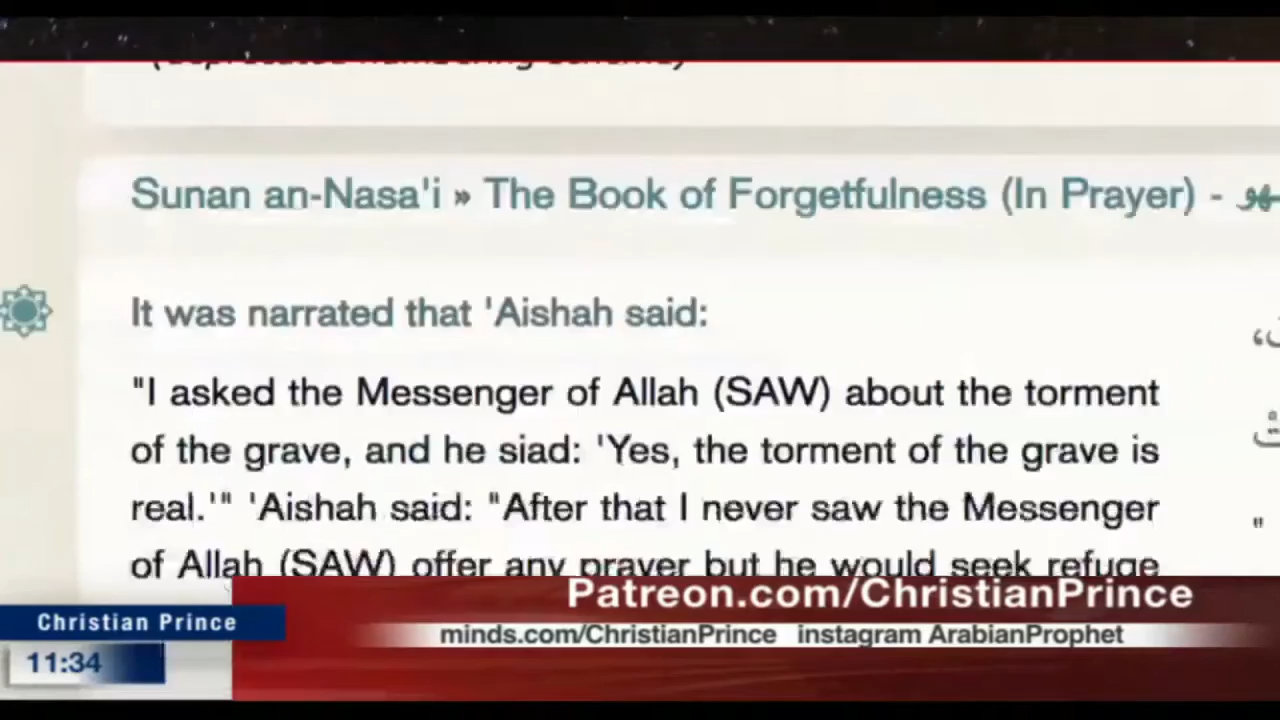 (deprecated numbering scheme)
Sunan an-Nasa'i » The Book of Forgetfulness (In Prayer) -
It was narrated that 'Aishah said:
"I asked the Messenger of Allah (SAW) about the torment
of the grave, and he siad: 'Yes, the torment of the grave is
real.'" 'Aishah said: "After that I never saw the Messenger
of Allah (SAW) offer any prayer but he would seek refuge
"
Patreon.com/ChristianPrince
Christian Prince
minds.com/ChristianPrince instagram ArabianProphet
11:34